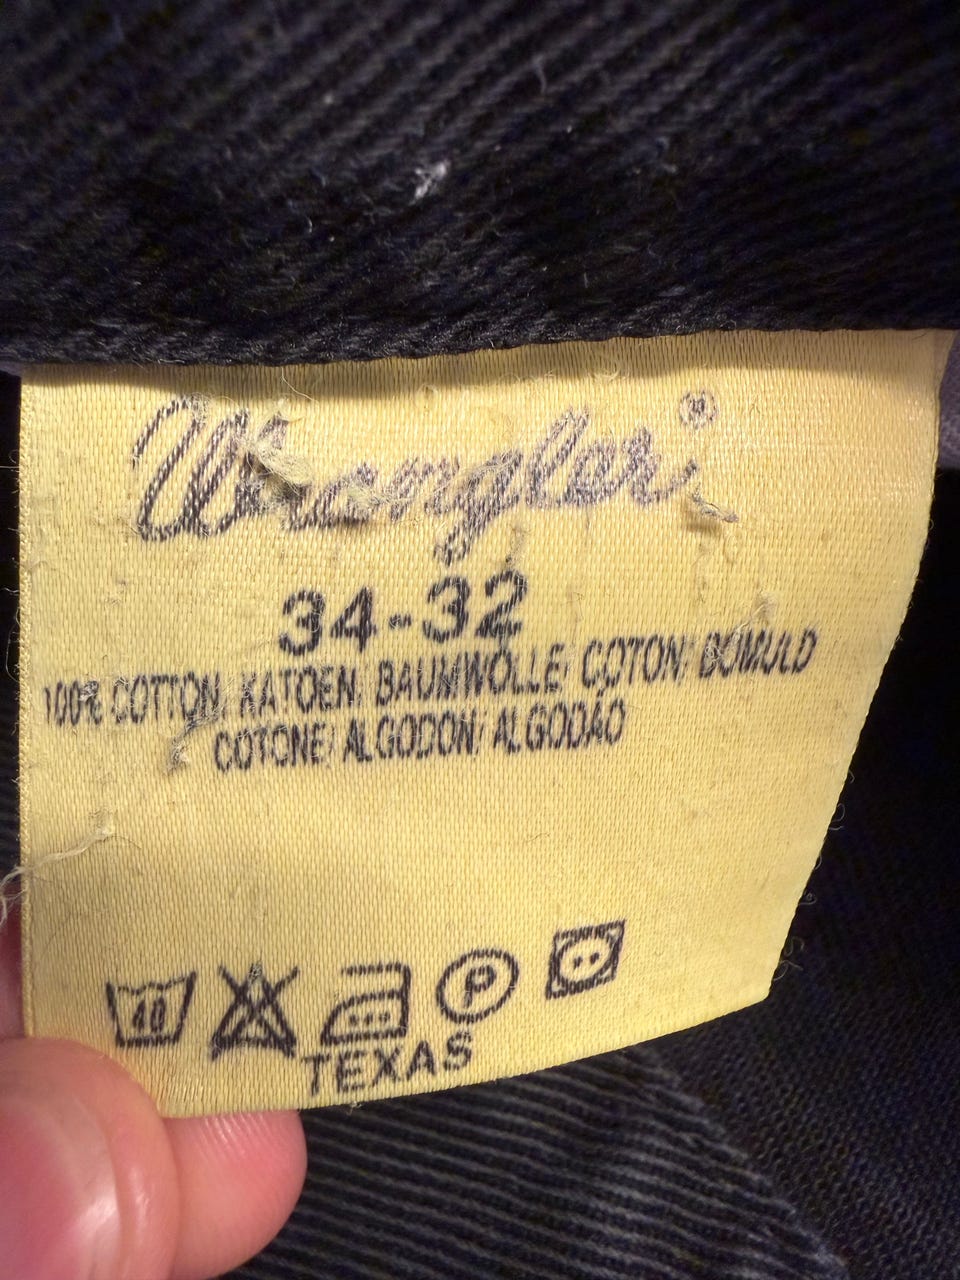 Wrangler®
34-32
100% COTTON/ KATOEN/ BAUMWOLLE/ COTON/ BOMULD
COTONE/ ALGODON/ ALGODÃO
40 A P
TEXAS